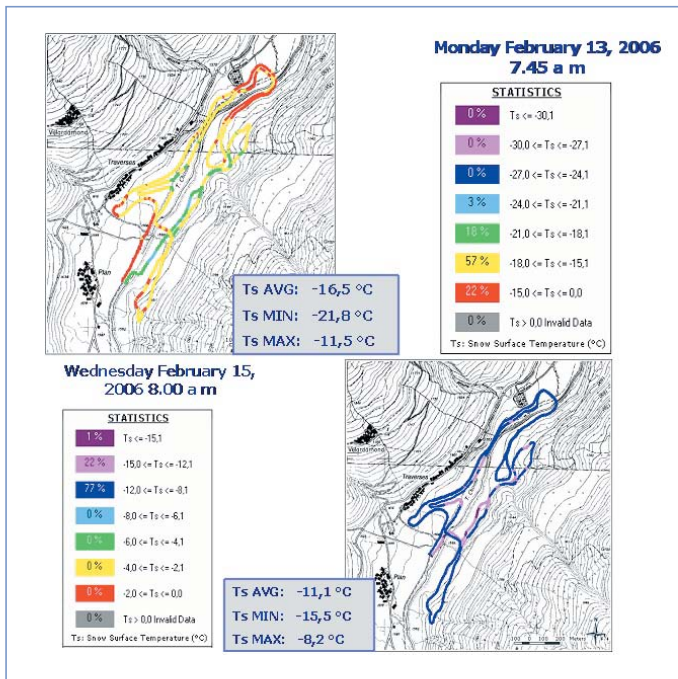 Monday February 13, 2006
7.45 a m
STATISTICS
0 % Ts <= -30,1
0 % -30,0 <= Ts <= -27,1
0 % -27,0 <= Ts <= -24,1
3 % -24,0 <= Ts <= -21,1
18 % -21,0 <= Ts <= -18,1
57 % -18,0 <= Ts <= -15,1
22 % -15,0 <= Ts <= 0,0
0 % Ts > 0,0 Invalid Data
Ts: Snow Surface Temperature (°C)
Traverses
Plan
Ts AVG: -16,5 °C
Ts MIN: -21,8 °C
Ts MAX: -11,5 °C
Wednesday February 15,
2006 8.00 a m
STATISTICS
1 % Ts <= -15,1
22 % -15,0 <= Ts <= -12,1
77 % -12,0 <= Ts <= -8,1
0 % -8,0 <= Ts <= -6,1
0 % -6,0 <= Ts <= -4,1
0 % -4,0 <= Ts <= -2,1
0 % -2,0 <= Ts <= 0,0
0 % Ts > 0,0 Invalid Data
Ts: Snow Surface Temperature (°C)
Traverses
Plan
Ts AVG: -11,1 °C
Ts MIN: -15,5 °C
Ts MAX: -8,2 °C